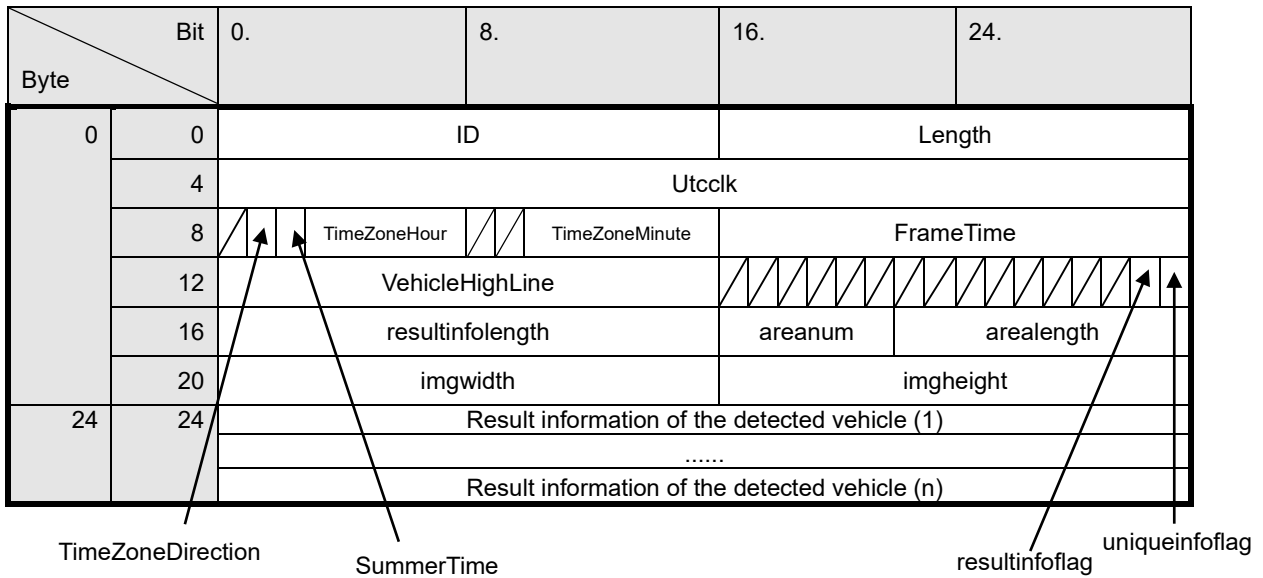 Bit 0. 8. 16. 24.
Byte
0 0 ID Length
4 Utcclk
8 TimeZoneHour TimeZoneMinute FrameTime
12 VehicleHighLine
16 resultinfolength areanum arealength
20 imgwidth imgheight
24 24 Result information of the detected vehicle (1)
......
Result information of the detected vehicle (n)
TimeZoneDirection SummerTime resultinfoflag uniqueinfoflag